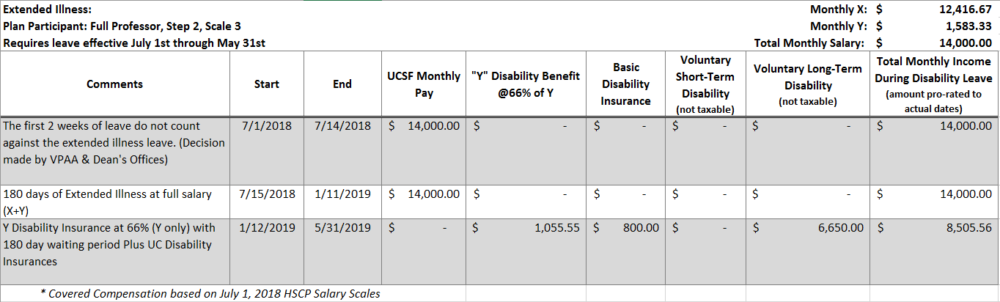 Extended Illness: Monthly X: $ 12,416.67
Plan Participant: Full Professor, Step 2, Scale 3 Monthly Y: $ 1,583.33
Requires leave effective July 1st through May 31st Total Monthly Salary: $ 14,000.00
Comments
Start
End
UCSF Monthly
Pay
"Y" Disability Benefit
@66% of Y
Basic
Disability
Insurance
Voluntary
Short-Term
Disability
(not taxable)
Voluntary Long-Term
Disability
(not taxable)
Total Monthly Income
During Disability Leave
(amount pro-rated to
actual dates)
The first 2 weeks of leave do not count 7/1/2018 7/14/2018 $ 14,000.00 $ - $ - $ - $ - $ 14,000.00
against the extended illness leave. (Decision
made by VPAA & Dean's Offices)
180 days of Extended Illness at full salary 7/15/2018 1/11/2019 $ 14,000.00 $ - $ - $ - $ - $ 14,000.00
(X+Y)
Y Disability Insurance at 66% (Y only) with 1/12/2019 5/31/2019 $ - $ 1,055.55 $ 800.00 $ - $ 6,650.00 $ 8,505.56
180 day waiting period Plus UC Disability
Insurances
* Covered Compensation based on July 1, 2018 HSCP Salary Scales